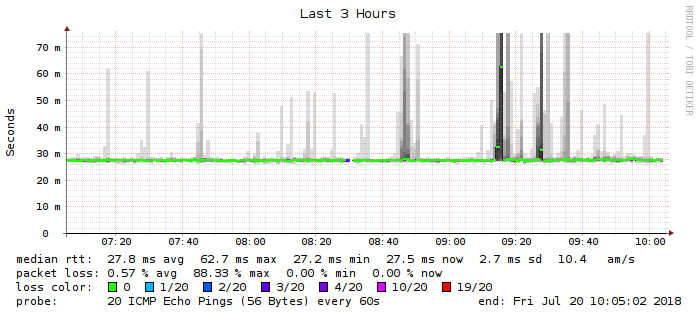 Last 3 Hours
RRDTOOL / TOBI OETIKER
Seconds
70 m
60 m
50 m
40 m
30 m
20 m
10 m
0
07:20 07:40 08:00 08:20 08:40 09:00 09:20 09:40 10:00
median rtt: 27.8 ms avg 62.7 ms max 27.2 ms min 27.5 ms now 2.7 ms sd 10.4 am/s
packet loss: 0.57 % avg 88.33 % max 0.00 % min 0.00 % now
loss color: 0 1/20 2/20 3/20 4/20 10/20 19/20
probe: 20 ICMP Echo Pings (56 Bytes) every 60s end: Fri Jul 20 10:05:02 2018